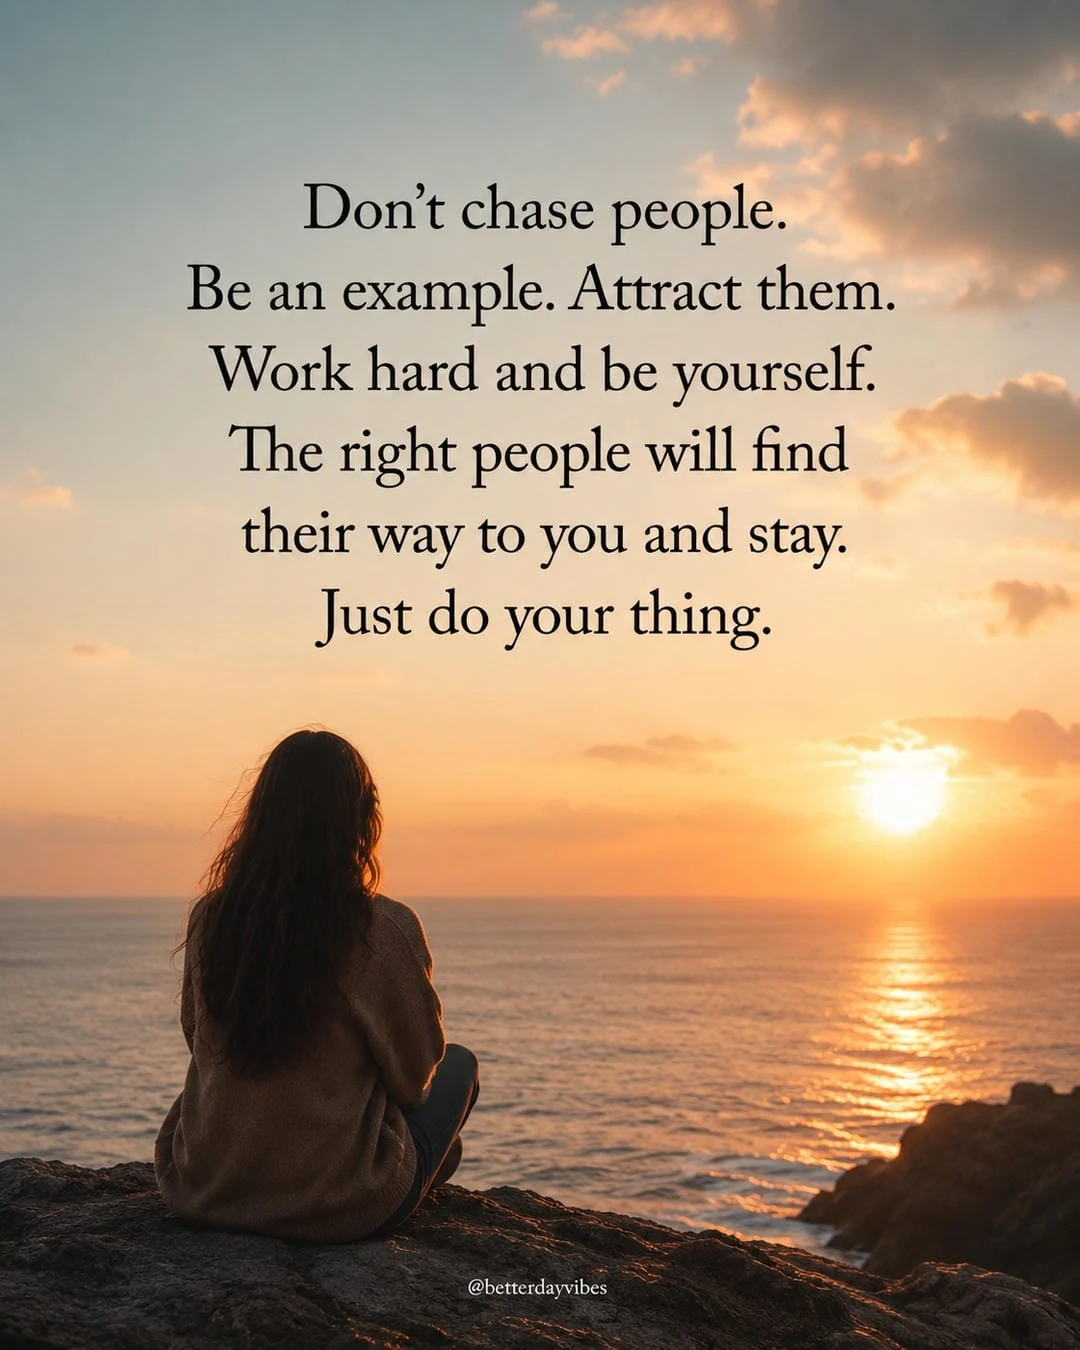 Don’t chase people.
Be an example. Attract them.
Work hard and be yourself.
The right people will find
their way to you and stay.
Just do your thing.
@betterdayvibes